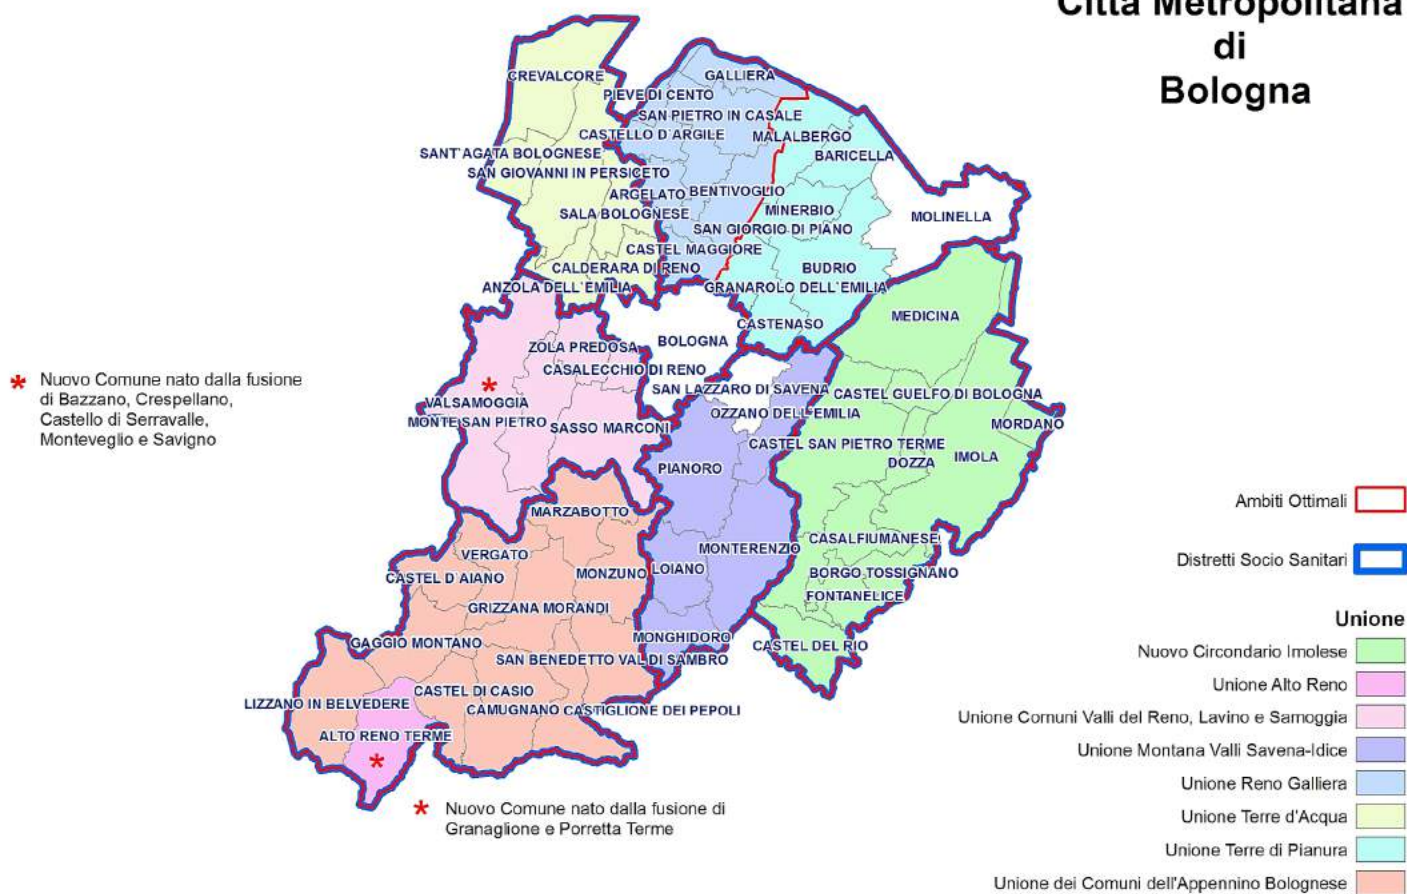 Città Metropolitana
di
Bologna
CREVALCORE
GALLIERA
PIEVE DI CENTO
SAN PIETRO IN CASALE
CASTELLO D'ARGILE
MALALBERGO
SANT'AGATA BOLOGNESE
BARICELLA
SAN GIOVANNI IN PERSICETO
ARGELATO
BENTIVOGLIO
SALA BOLOGNESE
MINERBIO
MOLINELLA
SAN GIORGIO DI PIANO
CASTEL MAGGIORE
CALDERARA DI RENO
BUDRIO
ANZOLA DELL'EMILIA
GRANAROLO DELL'EMILIA
MEDICINA
CASTENASO
BOLOGNA
ZOLA PREDOSA
CASALECCHIO DI RENO
* Nuovo Comune nato dalla fusione
di Bazzano, Crespellano,
Castello di Serravalle,
Monteveglio e Savigno
*
SAN LAZZARO DI SAVENA
CASTEL GUELFO DI BOLOGNA
VALSAMOGGIA
OZZANO DELL'EMILIA
MONTE SAN PIETRO
SASSO MARCONI
MORDANO
CASTEL SAN PIETRO TERME
DOZZA
IMOLA
PIANORO
MARZABOTTO
CASALFIUMANESE
VERGATO
MONTERENZIO
CASTEL D'AIANO
MONZUNO
LOIANO
BORGO TOSSIGNANO
FONTANELICE
GRIZZANA MORANDI
MONGHIDORO
GAGGIO MONTANO
CASTEL DEL RIO
SAN BENEDETTO VAL DI SAMBRO
CASTEL DI CASIO
LIZZANO IN BELVEDERE
CAMUGNANO
CASTIGLIONE DEI PEPOLI
ALTO RENO TERME
*
* Nuovo Comune nato dalla fusione di
Granaglione e Porretta Terme
Ambiti Ottimali
Distretti Socio Sanitari
Unione
Nuovo Circondario Imolese
Unione Alto Reno
Unione Comuni Valli del Reno, Lavino e Samoggia
Unione Montana Valli Savena-Idice
Unione Reno Galliera
Unione Terre d'Acqua
Unione Terre di Pianura
Unione dei Comuni dell'Appennino Bolognese